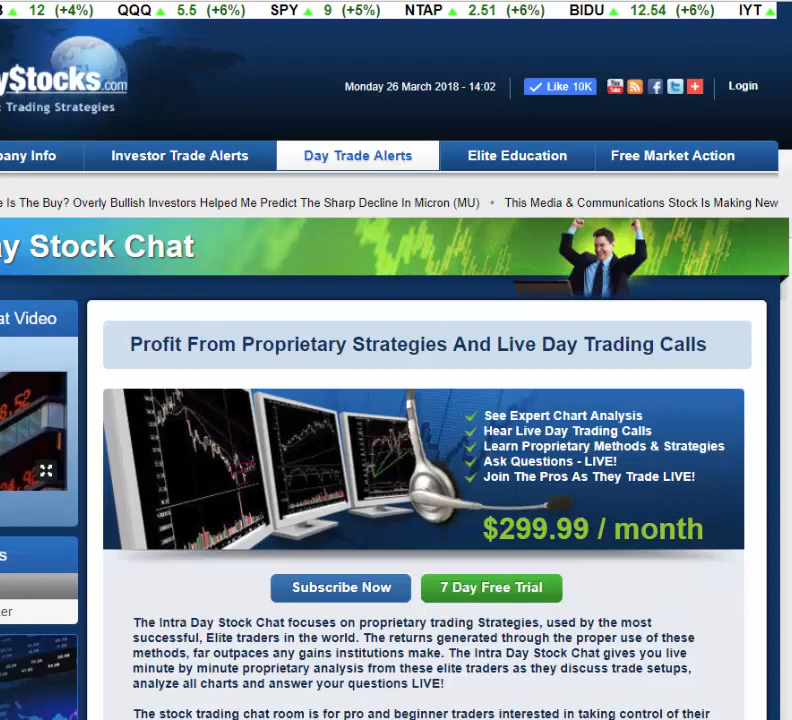 12 (+4%) QQQ 5.5 (+6%) SPY 9 (+5%) NTAP 2.51 (+6%) BIDU 12.54 (+6%) IYT
y$tocks.com
Trading Strategies
Monday 26 March 2018 - 14:02 Like 10K Login
any Info Investor Trade Alerts Day Trade Alerts Elite Education Free Market Action
e Is The Buy? Overly Bullish Investors Helped Me Predict The Sharp Decline In Micron (MU) * This Media & Communications Stock Is Making New
ay Stock Chat
at Video
Profit From Proprietary Strategies And Live Day Trading Calls
See Expert Chart Analysis
Hear Live Day Trading Calls
Learn Proprietary Methods & Strategies
Ask Questions - LIVE!
Join The Pros As They Trade LIVE!
$299.99 / month
s
er
Subscribe Now 7 Day Free Trial
The Intra Day Stock Chat focuses on proprietary trading Strategies, used by the most
successful, Elite traders in the world. The returns generated through the proper use of these
methods, far outpaces any gains institutions make. The Intra Day Stock Chat gives you live
minute by minute proprietary analysis from these elite traders as they discuss trade setups,
analyze all charts and answer your questions LIVE!
The stock trading chat room is for pro and beginner traders interested in taking control of their